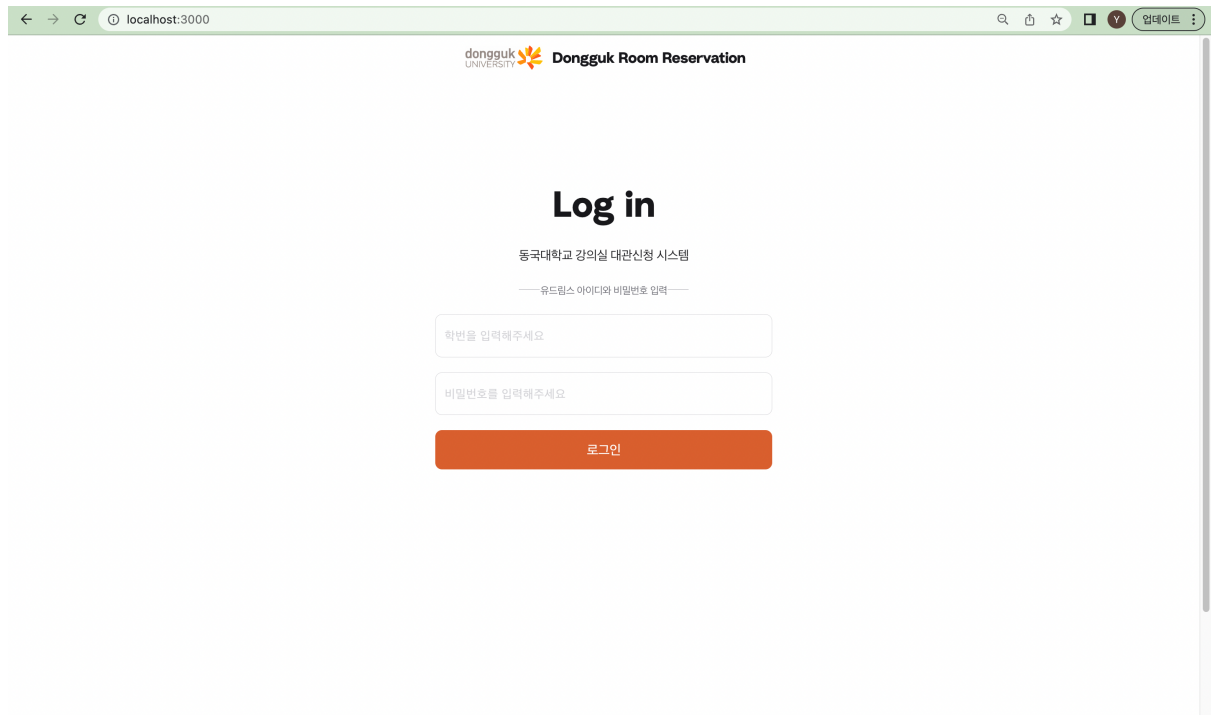 localhost:3000
Y
업데이트
dongguk
UNIVERSITY
Dongguk Room Reservation
Log in
동국대학교 강의실 대관신청 시스템
유드림스 아이디와 비밀번호 입력
학번을 입력해주세요
비밀번호를 입력해주세요
로그인